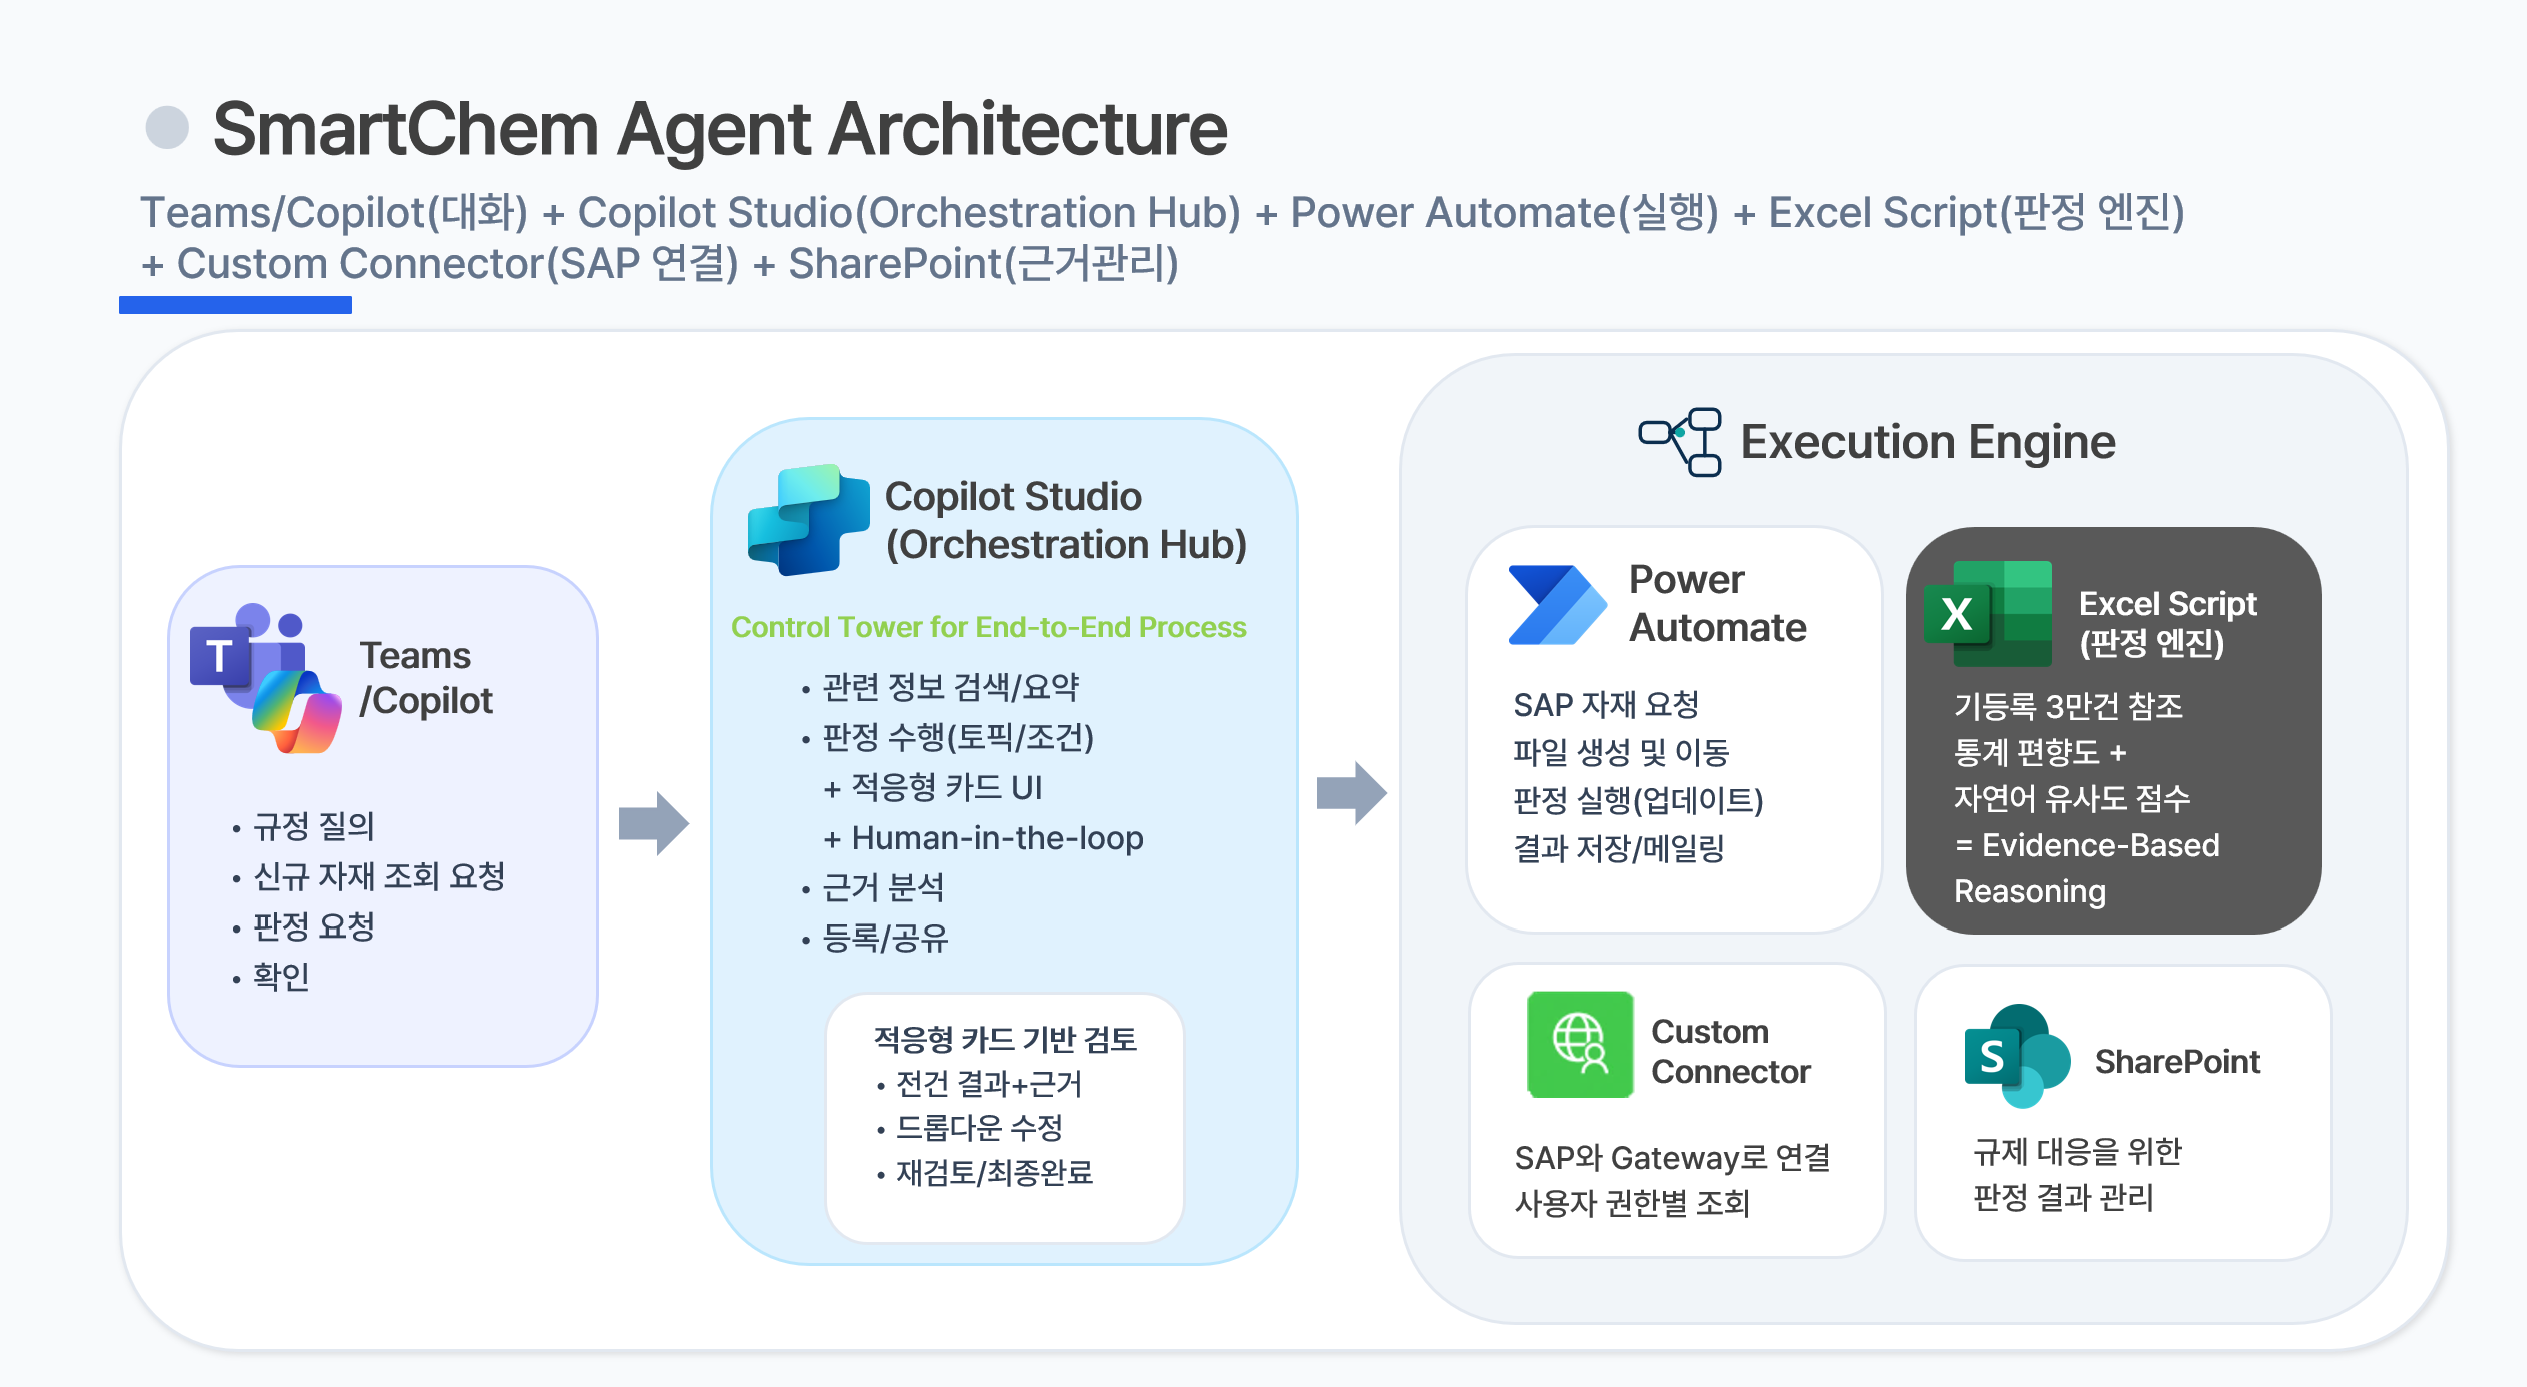 SmartChem Agent Architecture
Teams/Copilot(대화) + Copilot Studio(Orchestration Hub) + Power Automate(실행) + Excel Script(판정 엔진)
+ Custom Connector(SAP 연결) + SharePoint(근거관리)
T
Teams
/Copilot
• 규정 질의
• 신규 자재 조회 요청
• 판정 요청
• 확인
Copilot Studio
(Orchestration Hub)
Control Tower for End-to-End Process
• 관련 정보 검색/요약
• 판정 수행(토픽/조건)
+ 적응형 카드 UI
+ Human-in-the-loop
• 근거 분석
• 등록/공유
적응형 카드 기반 검토
• 전건 결과+근거
• 드롭다운 수정
• 재검토/최종완료
Execution Engine
Power
Automate
SAP 자재 요청
파일 생성 및 이동
판정 실행(업데이트)
결과 저장/메일링
X
Excel Script
(판정 엔진)
기등록 3만건 참조
통계 편향도 +
자연어 유사도 점수
= Evidence-Based
Reasoning
Custom
Connector
SAP와 Gateway로 연결
사용자 권한별 조회
S
SharePoint
규제 대응을 위한
판정 결과 관리